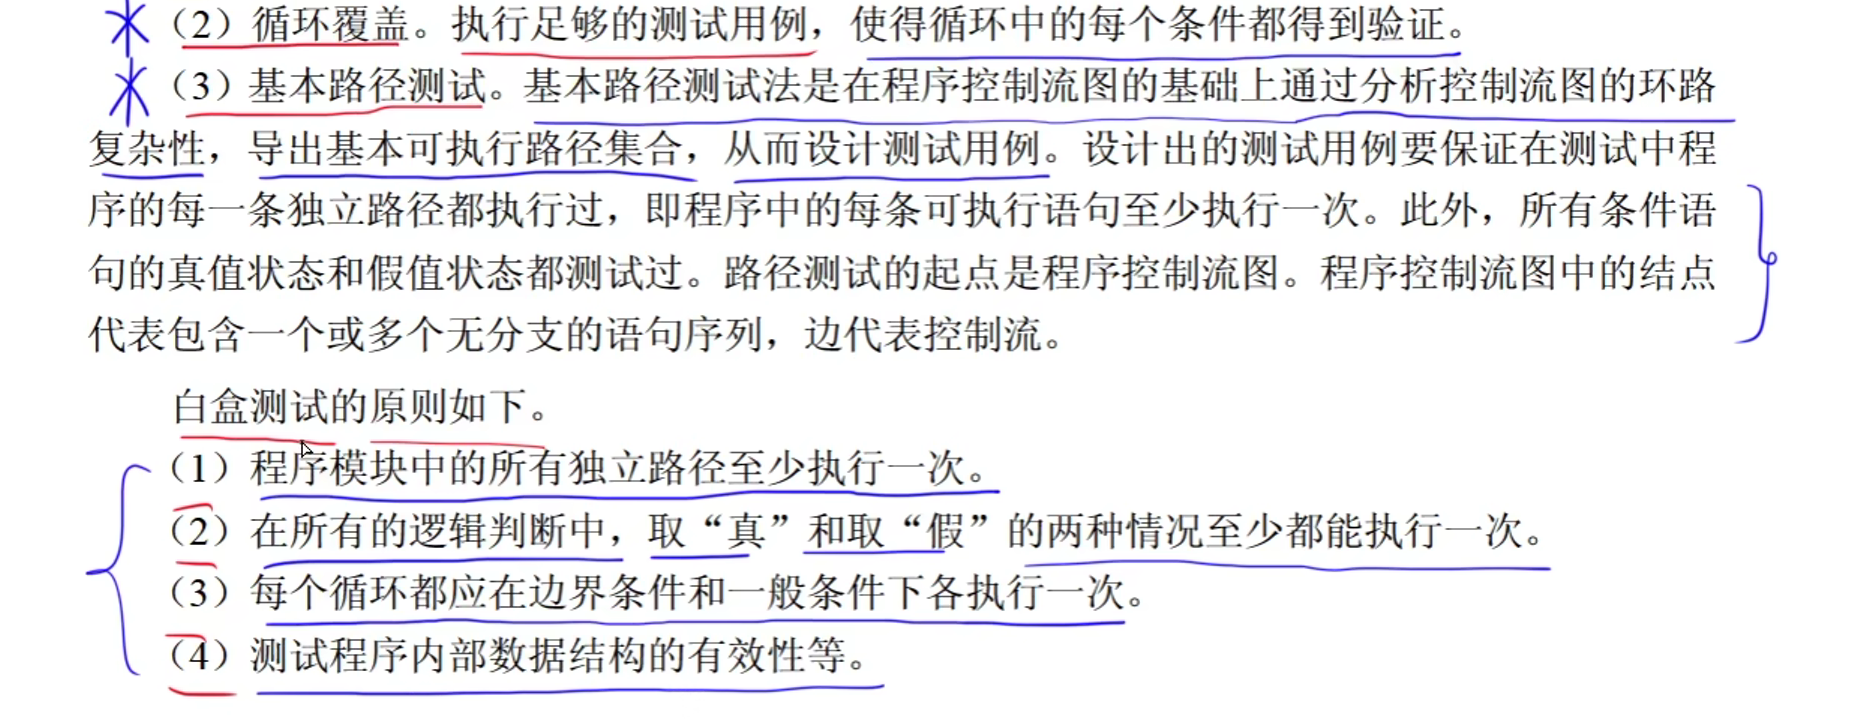 （2）循环覆盖。执行足够的测试用例，使得循环中的每个条件都得到验证。
（3）基本路径测试。基本路径测试法是在程序控制流图的基础上通过分析控制流图的环路
复杂性，导出基本可执行路径集合，从而设计测试用例。设计出的测试用例要保证在测试中程
序的每一条独立路径都执行过，即程序中的每条可执行语句至少执行一次。此外，所有条件语
句的真值状态和假值状态都测试过。路径测试的起点是程序控制流图。程序控制流图中的结点
代表包含一个或多个无分支的语句序列，边代表控制流。
白盒测试的原则如下。
（1）程序模块中的所有独立路径至少执行一次。
（2）在所有的逻辑判断中，取“真”和取“假”的两种情况至少都能执行一次。
（3）每个循环都应在边界条件和一般条件下各执行一次。
（4）测试程序内部数据结构的有效性等。